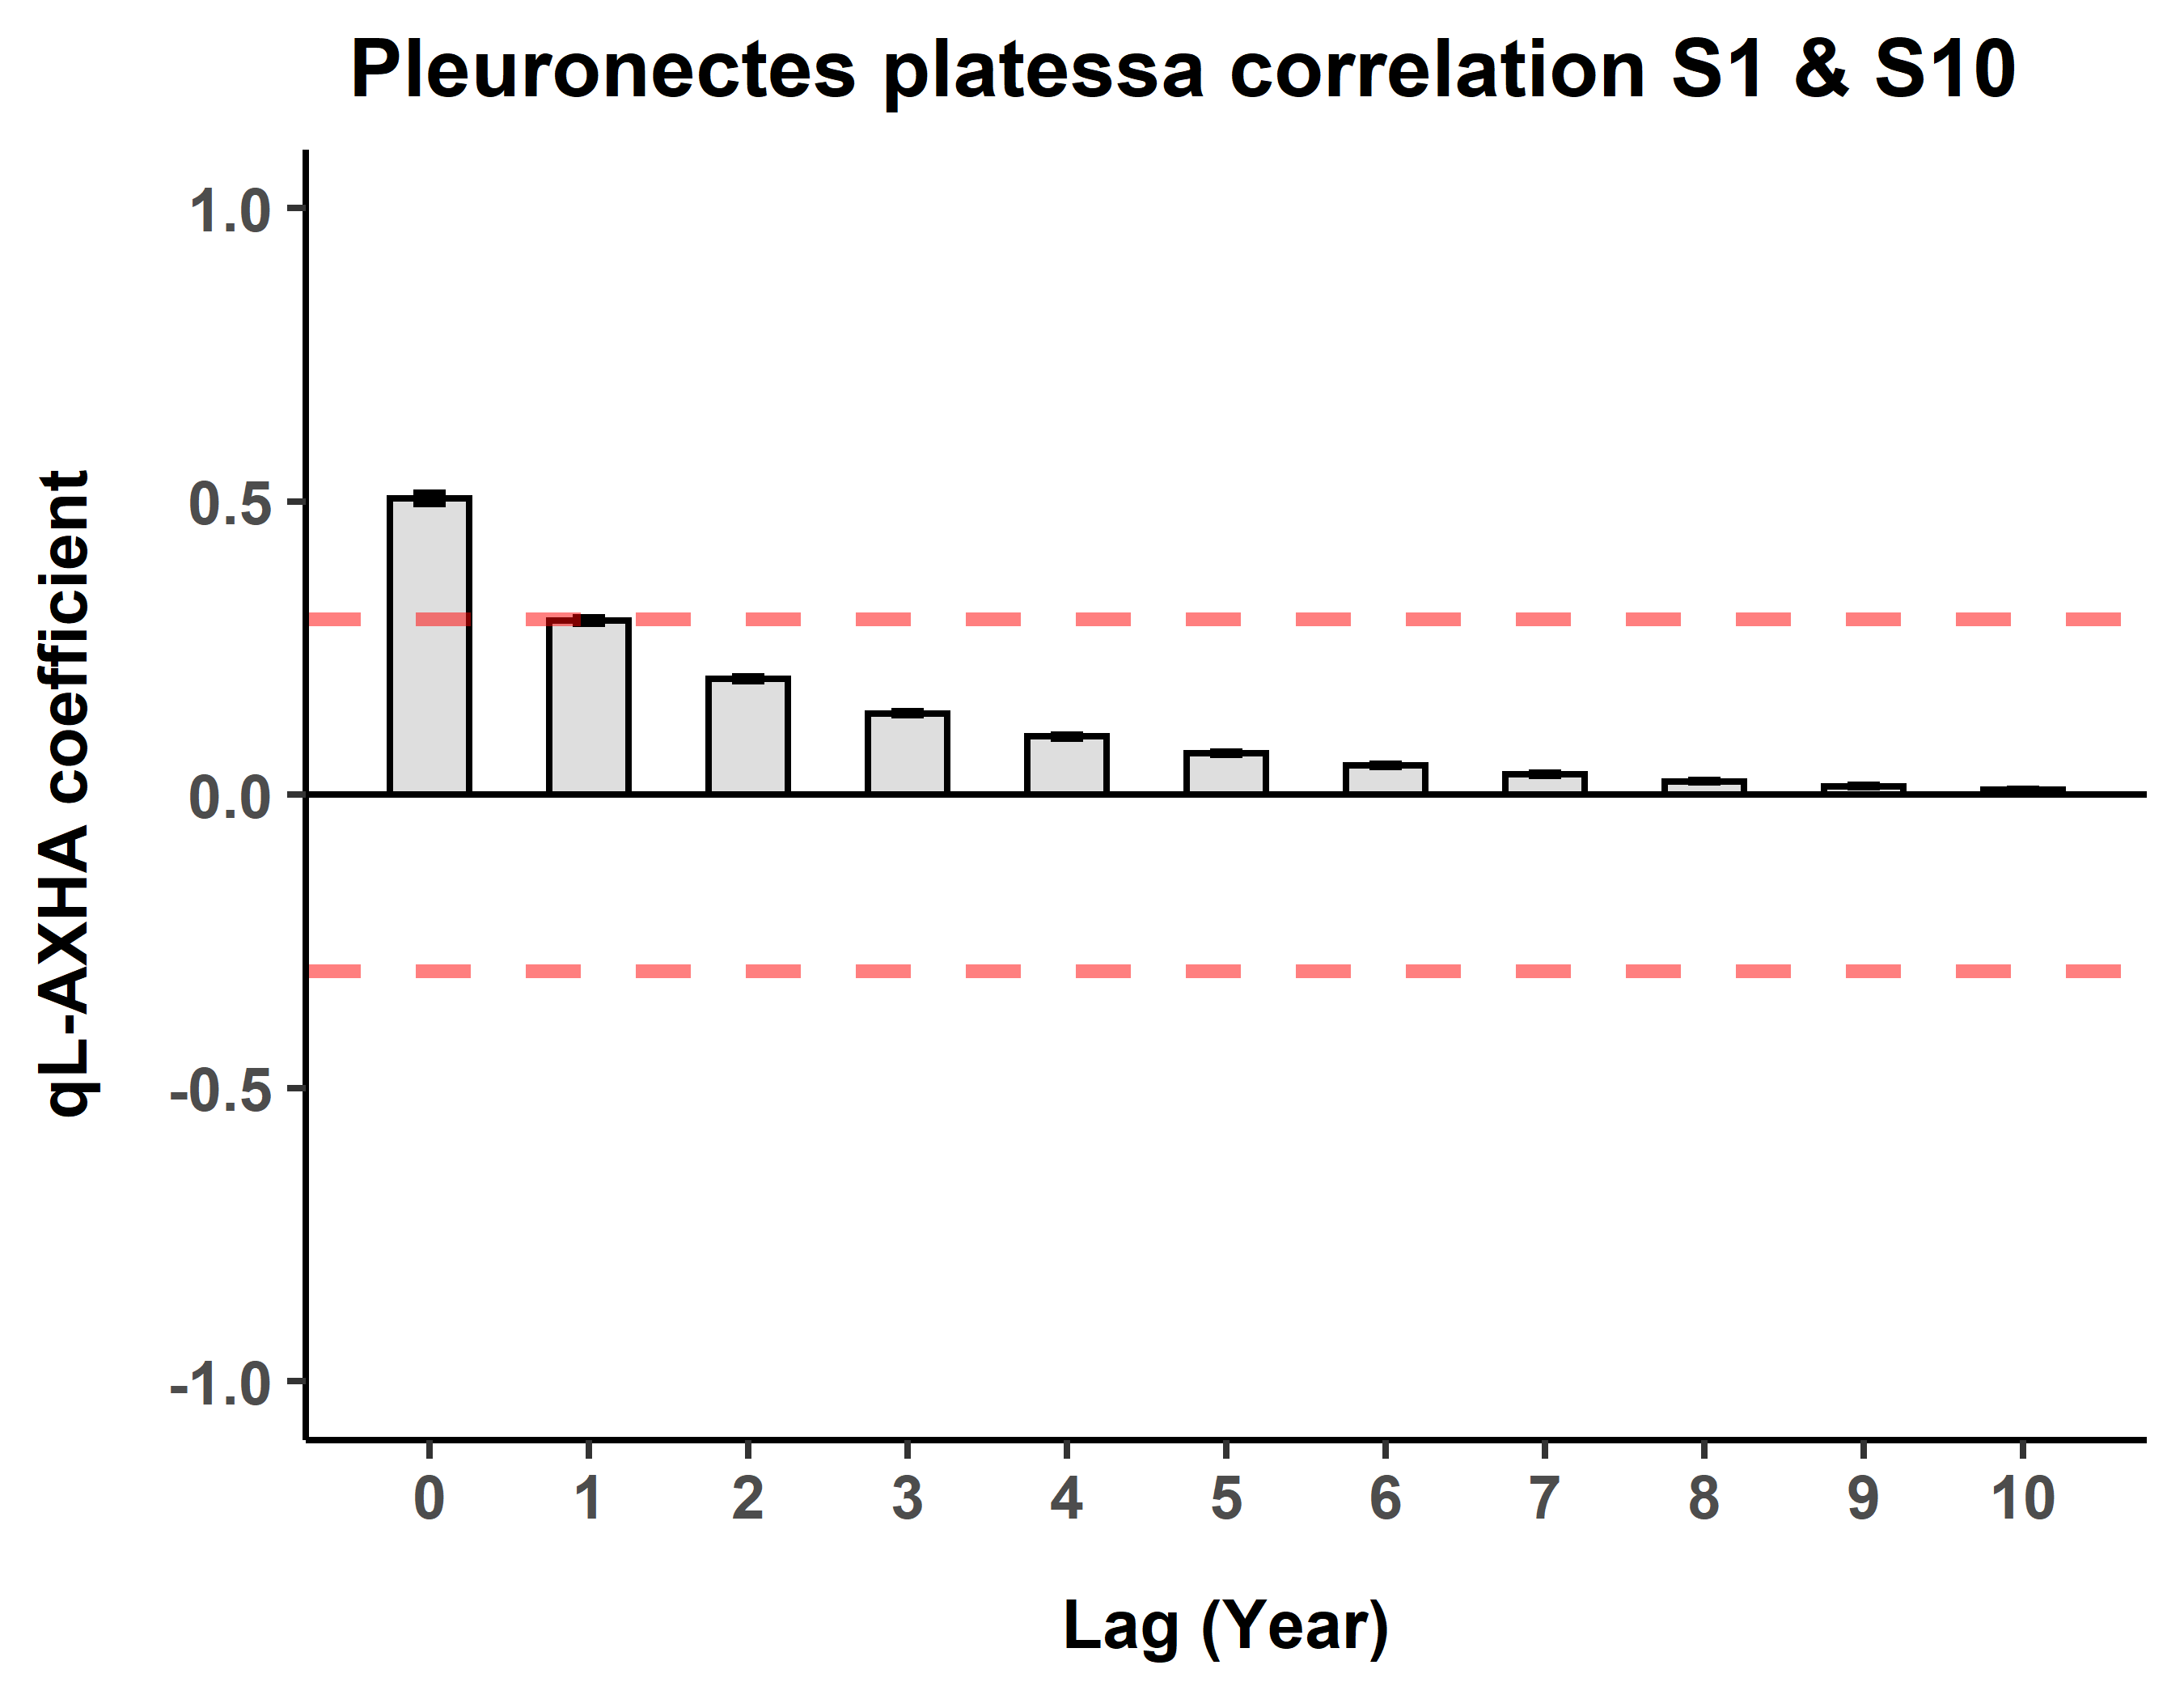 Pleuronectes platessa correlation S1 & S10
qL-AXHA coefficient
1.0
0.5
0.0
-0.5
-1.0
0 1 2 3 4 5 6 7 8 9 10
Lag (Year)